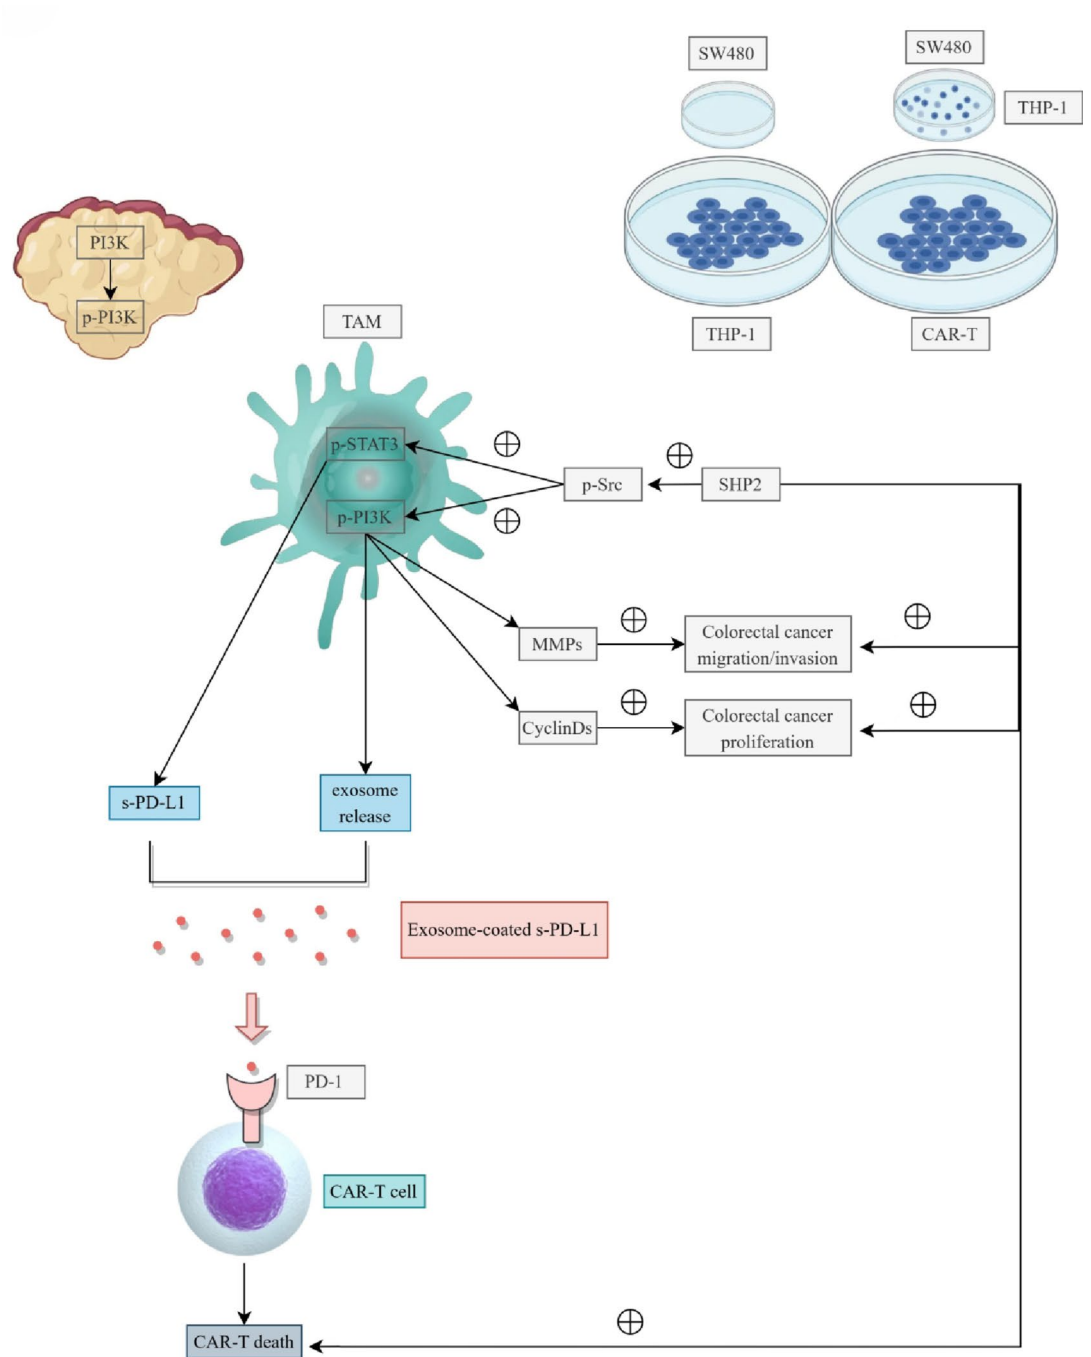 SW480
SW480
THP-1
PI3K
p-PI3K
THP-1
CAR-T
TAM
p-STAT3
p-Src
SHP2
p-PI3K
MMPs
Colorectal cancer
migration/invasion
CyclinDs
Colorectal cancer
proliferation
s-PD-L1
exosome
release
Exosome-coated s-PD-L1
PD-1
CAR-T cell
CAR-T death